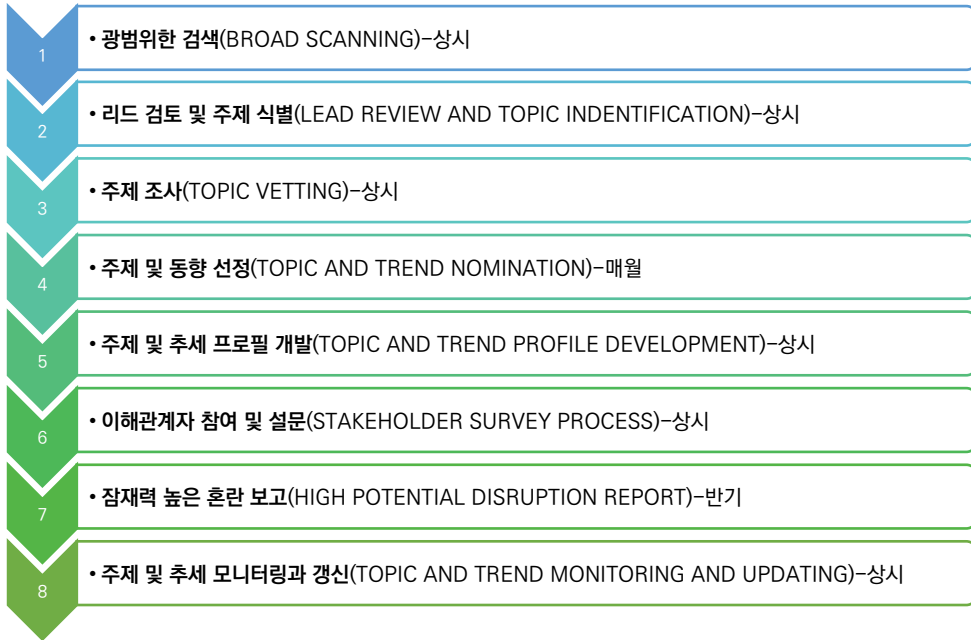 1
• 광범위한 검색(BROAD SCANNING)-상시
2
• 리드 검토 및 주제 식별(LEAD REVIEW AND TOPIC INDENTIFICATION)-상시
3
• 주제 조사(TOPIC VETTING)-상시
4
• 주제 및 동향 선정(TOPIC AND TREND NOMINATION)-매월
5
• 주제 및 추세 프로필 개발(TOPIC AND TREND PROFILE DEVELOPMENT)-상시
6
• 이해관계자 참여 및 설문(STAKEHOLDER SURVEY PROCESS)-상시
7
• 잠재력 높은 혼란 보고(HIGH POTENTIAL DISRUPTION REPORT)-반기
8
• 주제 및 추세 모니터링과 갱신(TOPIC AND TREND MONITORING AND UPDATING)-상시